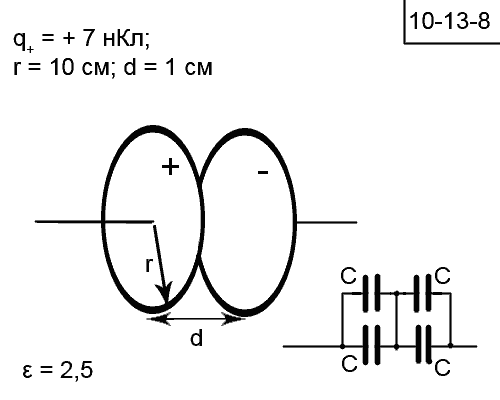 10-13-8
q₊ = + 7 нКл;
r = 10 см; d = 1 см
+ -
r
d
C C
C C
ε = 2,5